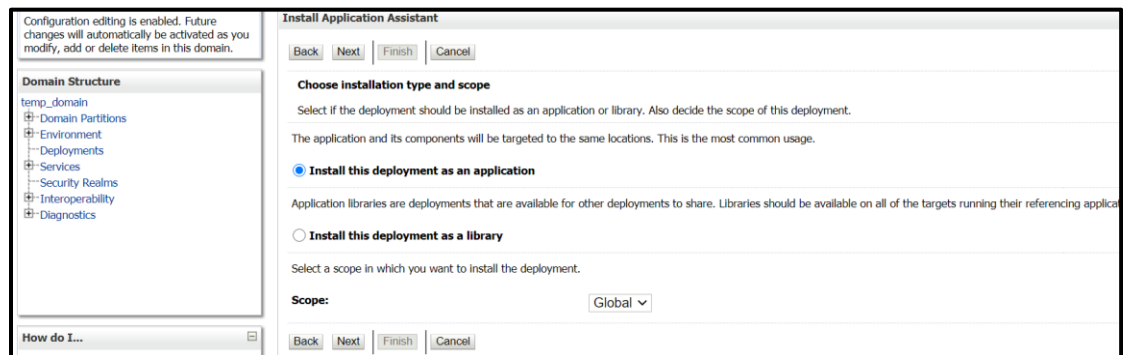 Configuration editing is enabled. Future
changes will automatically be activated as you
modify, add or delete items in this domain.
Domain Structure
temp_domain
Domain Partitions
Environment
Deployments
Services
Security Realms
Interoperability
Diagnostics
How do I...
Install Application Assistant
Back Next Finish Cancel
Choose installation type and scope
Select if the deployment should be installed as an application or library. Also decide the scope of this deployment.
The application and its components will be targeted to the same locations. This is the most common usage.
Install this deployment as an application
Application libraries are deployments that are available for other deployments to share. Libraries should be available on all of the targets running their referencing applicat
Install this deployment as a library
Select a scope in which you want to install the deployment.
Scope: Global
Back Next Finish Cancel